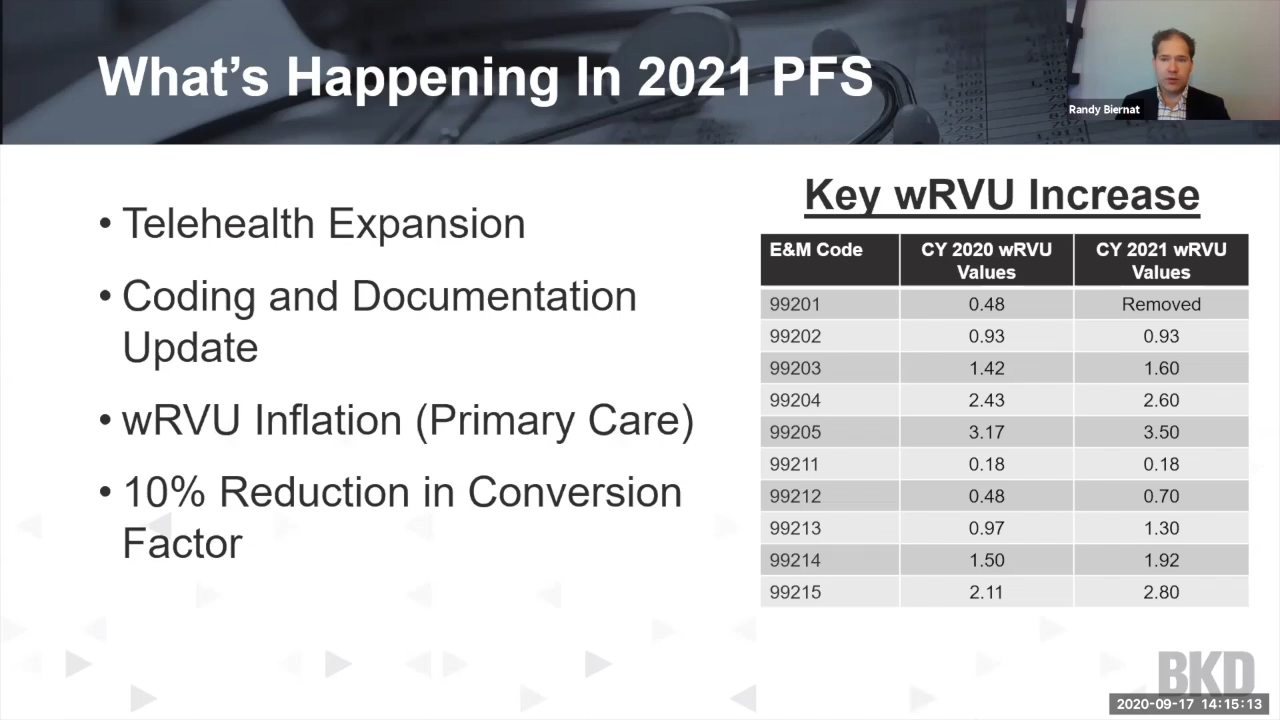 What's Happening In 2021 PFS
Randy Biernat
• Telehealth Expansion
• Coding and Documentation
Update
• wRVU Inflation (Primary Care)
• 10% Reduction in Conversion
Factor
Key wRVU Increase
E&M Code CY 2020 wRVU Values CY 2021 wRVU Values
99201 0.48 Removed
99202 0.93 0.93
99203 1.42 1.60
99204 2.43 2.60
99205 3.17 3.50
99211 0.18 0.18
99212 0.48 0.70
99213 0.97 1.30
99214 1.50 1.92
99215 2.11 2.80
BKD
2020-09-17 14:15:13